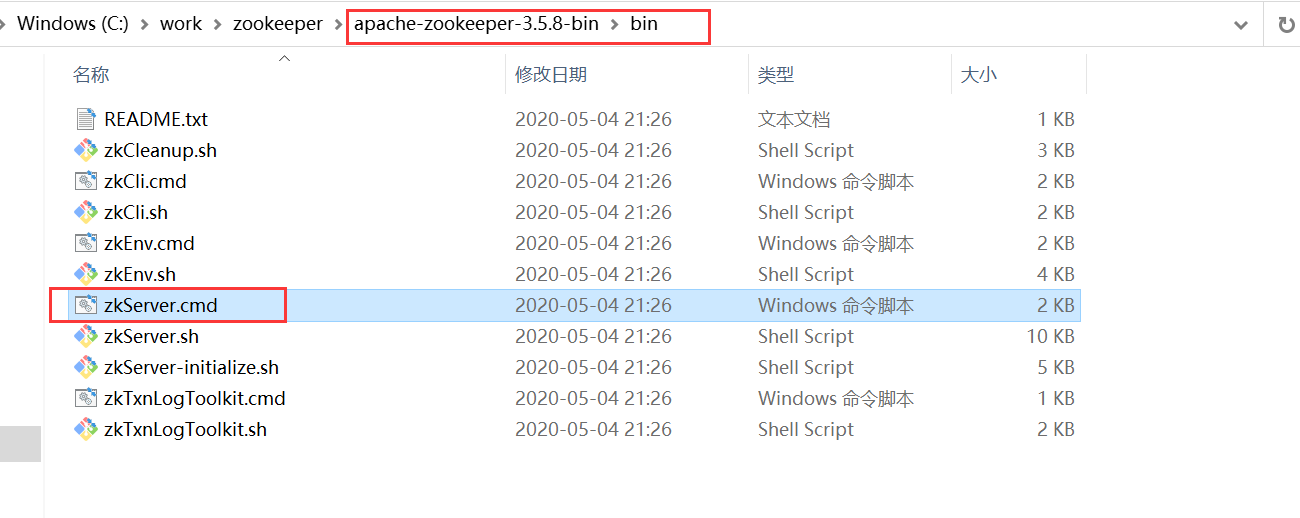 Windows (C:) › work › zookeeper › apache-zookeeper-3.5.8-bin › bin
名称 修改日期 类型 大小
README.txt 2020-05-04 21:26 文本文档 1 KB
zkCleanup.sh 2020-05-04 21:26 Shell Script 3 KB
zkCli.cmd 2020-05-04 21:26 Windows 命令脚本 2 KB
zkCli.sh 2020-05-04 21:26 Shell Script 2 KB
zkEnv.cmd 2020-05-04 21:26 Windows 命令脚本 2 KB
zkEnv.sh 2020-05-04 21:26 Shell Script 4 KB
zkServer.cmd 2020-05-04 21:26 Windows 命令脚本 2 KB
zkServer.sh 2020-05-04 21:26 Shell Script 10 KB
zkServer-initialize.sh 2020-05-04 21:26 Shell Script 5 KB
zkTxnLogToolkit.cmd 2020-05-04 21:26 Windows 命令脚本 1 KB
zkTxnLogToolkit.sh 2020-05-04 21:26 Shell Script 2 KB